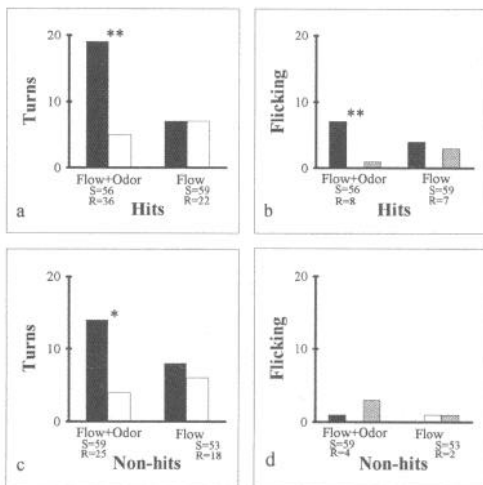 20
**
Turns
10
0
Flow+Odor Flow
S=56 S=59
R=36 R=22
a Hits
20
Flicking
**
10
0
Flow+Odor Flow
S=56 S=59
R=8 R=7
b Hits
20
Turns
*
10
0
Flow+Odor Flow
S=59 S=53
R=25 R=18
c Non-hits
20
Flicking
10
0
Flow+Odor Flow
S=59 S=53
R=4 R=2
d Non-hits